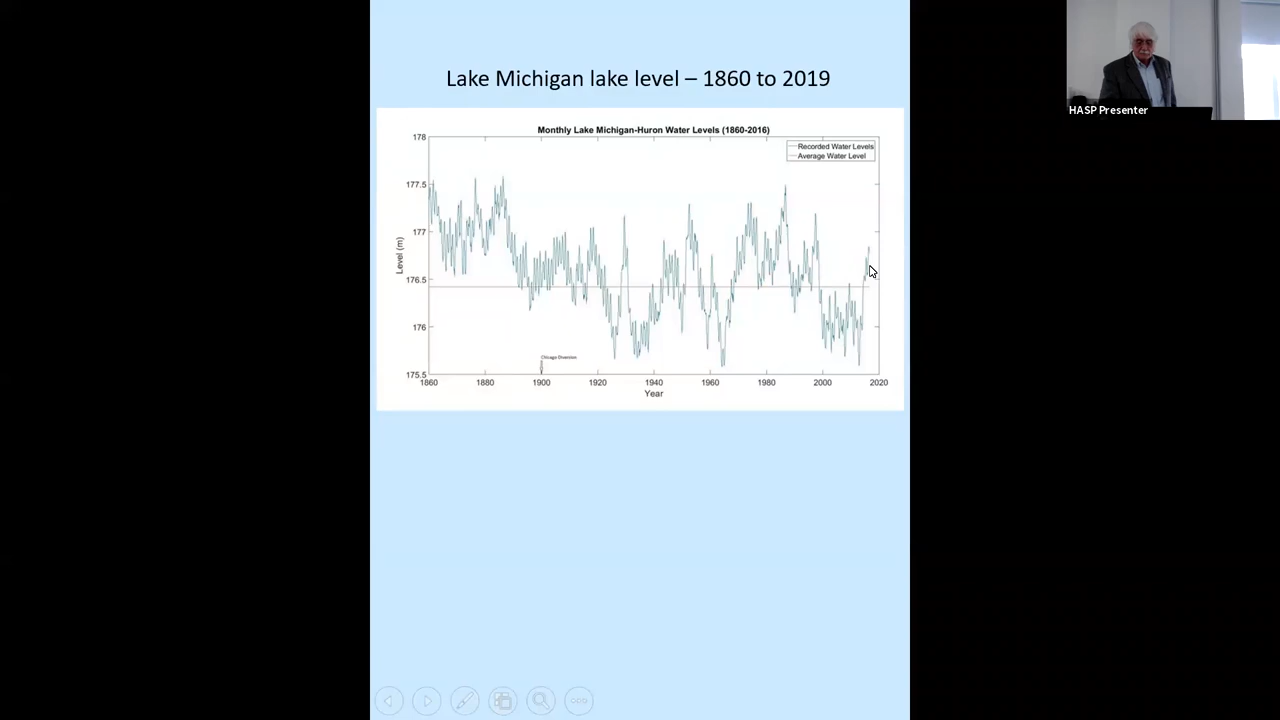 Lake Michigan lake level – 1860 to 2019
HASP Presenter
Monthly Lake Michigan-Huron Water Levels (1860-2016)
Recorded Water Levels
Average Water Level
178
177.5
177
176.5
176
175.5
Level (m)
Chicago Diversion
1860 1880 1900 1920 1940 1960 1980 2000 2020
Year